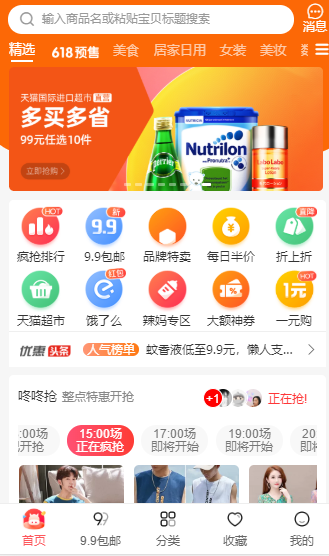 输入商品名或粘贴宝贝标题搜索
消息
精选
618预售
美食
居家日用
女装
美妆
天猫国际进口超市 直营
多买多省
99元任选10件
立即抢购 >
Perrier
Nutrilon
Pronutra
LaboLabo
HOT
新
直降
疯抢排行
9.9
9.9包邮
品牌特卖
每日半价
折上折
红包
HOT
1元
天猫超市
饿了么
辣妈专区
大额神券
一元购
优惠 头条
人气榜单
蚊香液低至9.9元，懒人支...
咚咚抢
整点特惠开抢
+1
正在抢!
:00场
15:00场
17:00场
19:00场
20
开抢
正在疯抢
即将开始
即将开始
即
首页
9.9包邮
分类
收藏
我的